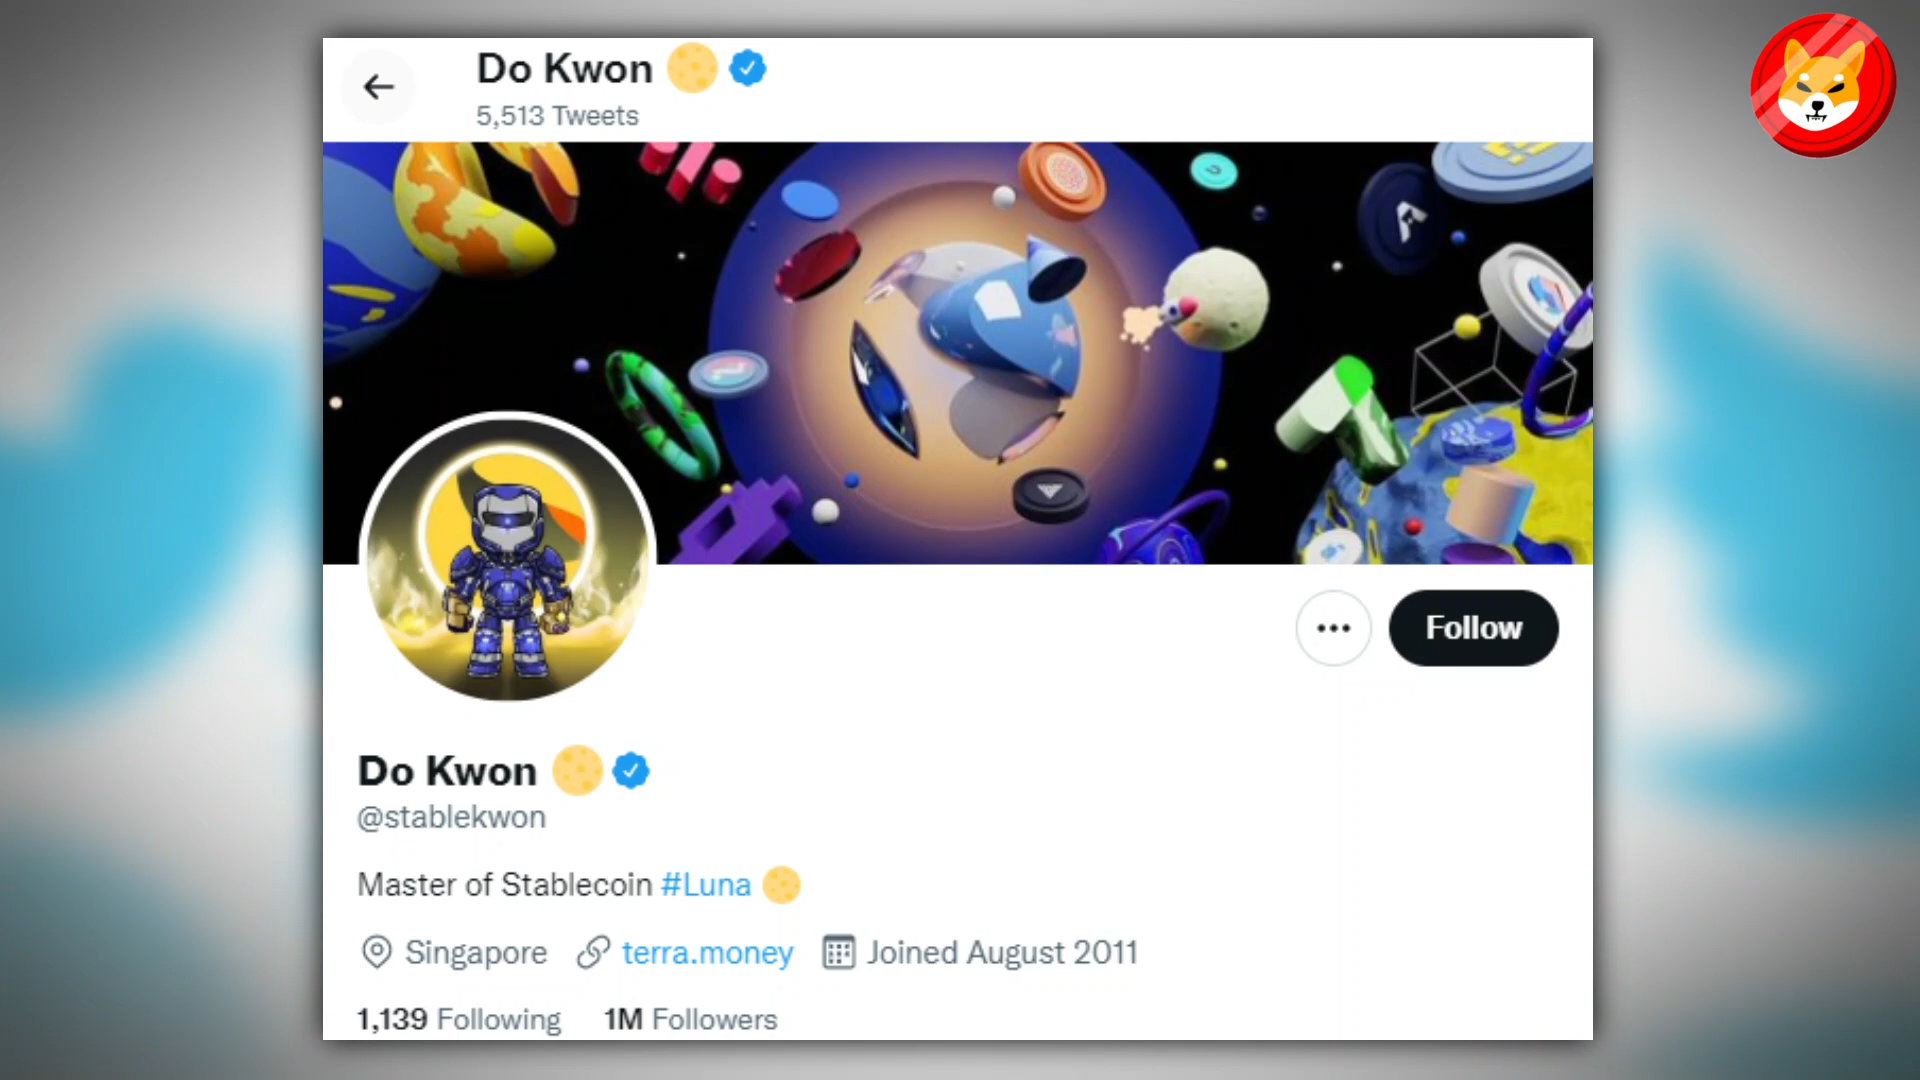 Do Kwon
5,513 Tweets
Follow
Do Kwon
@stablekwon
Master of Stablecoin #Luna
Singapore terra.money Joined August 2011
1,139 Following 1M Followers